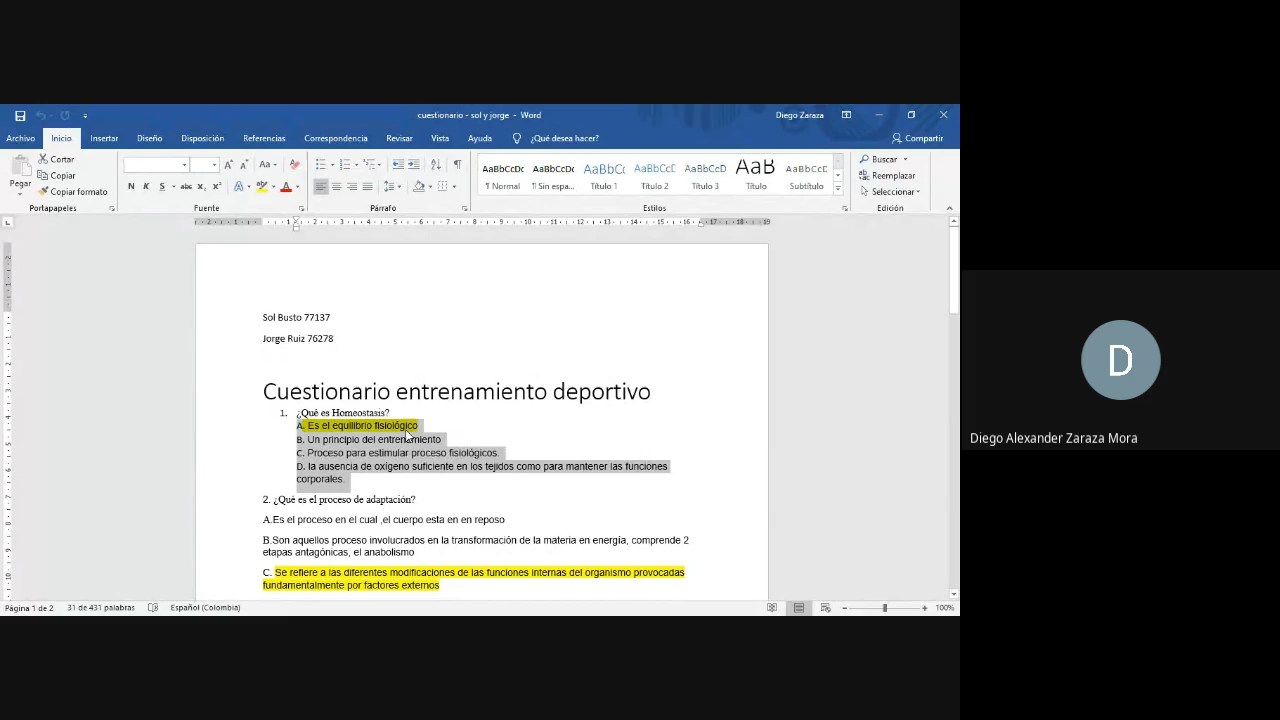 cuestionario - sol y jorge - Word
Diego Zaraza
Archivo Inicio Insertar Diseño Disposición Referencias Correspondencia Revisar Vista Ayuda ¿Qué desea hacer? Compartir
Pegar
Cortar
Copiar
Copiar formato
Portapapeles
Aa
N K S abc x₂ x² A A
Fuente
Párrafo
AaBbCcDc AaBbCcDc AaBbCc AaBbCcD AaBbCcD AaB AaBbCcD
¶ Normal ¶ Sin espa... Título 1 Título 2 Título 3 Título Subtítulo
Estilos
Buscar
Reemplazar
Seleccionar
Edición
Sol Busto 77137
Jorge Ruiz 76278
Cuestionario entrenamiento deportivo
1. ¿Qué es Homeostasis?
A. Es el equilibrio fisiológico
B. Un principio del entrenamiento
C. Proceso para estimular proceso fisiológicos.
D. la ausencia de oxígeno suficiente en los tejidos como para mantener las funciones
corporales.
2. ¿Qué es el proceso de adaptación?
A.Es el proceso en el cual ,el cuerpo esta en en reposo
B.Son aquellos proceso involucrados en la transformación de la materia en energía, comprende 2
etapas antagónicas, el anabolismo
C. Se refiere a las diferentes modificaciones de las funciones internas del organismo provocadas
fundamentalmente por factores externos
Página 1 de 2 31 de 431 palabras Español (Colombia) 100%
D
Diego Alexander Zaraza Mora